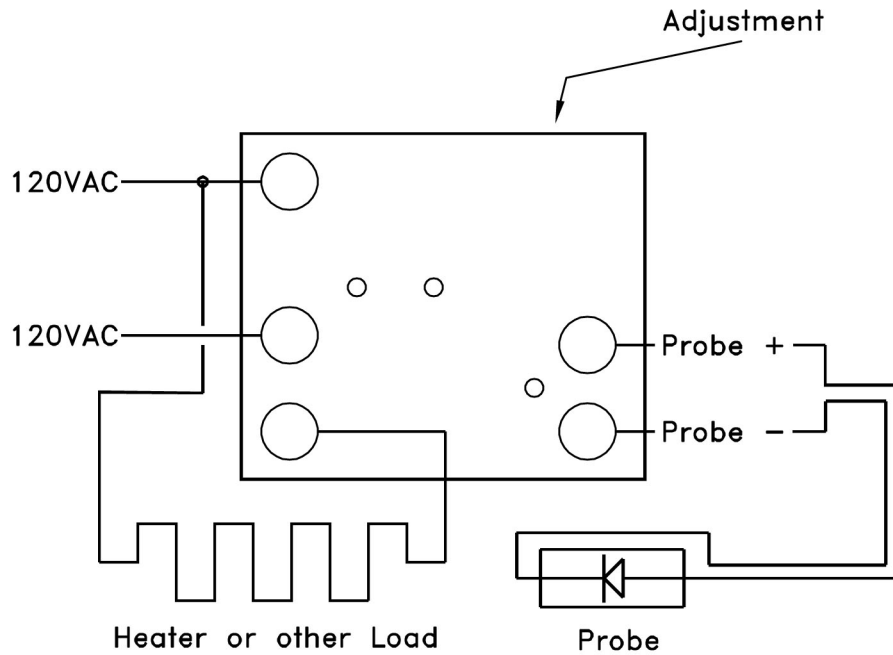 Adjustment
120VAC
120VAC
Probe +
Probe -
Heater or other Load
Probe